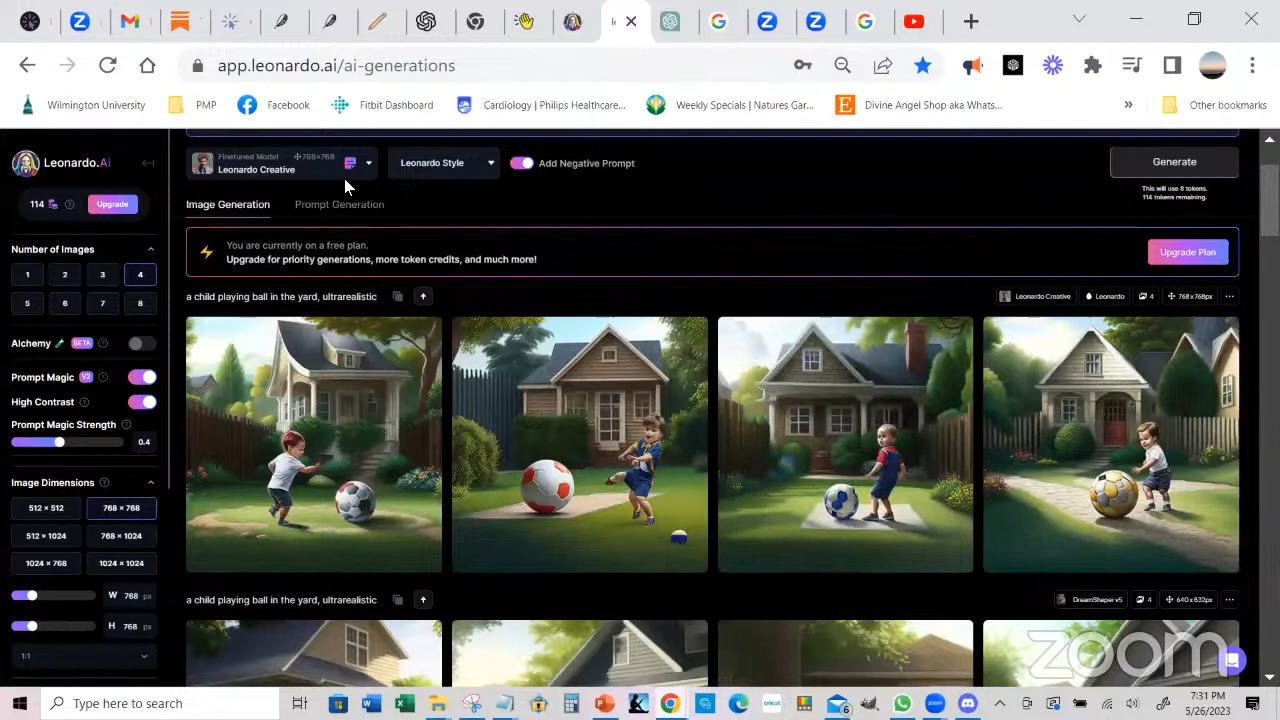 app.leonardo.ai/ai-generations
Wilmington University
PMP
Facebook
Fitbit Dashboard
Cardiology | Philips Healthcare...
Weekly Specials | Natures Gar...
Divine Angel Shop aka Whats...
»
Other bookmarks
Leonardo.Ai
Finetuned Model
768×768
Leonardo Creative
Leonardo Style
Add Negative Prompt
Generate
This will use 8 tokens.
114 tokens remaining.
114
Upgrade
Image Generation
Prompt Generation
You are currently on a free plan.
Upgrade for priority generations, more token credits, and much more!
Upgrade Plan
Number of Images
1 2 3 4
5 6 7 8
Alchemy BETA
Prompt Magic V2
High Contrast
Prompt Magic Strength
0.4
Image Dimensions
512 × 512 768 × 768
512 × 1024 768 × 1024
1024 × 768 1024 × 1024
W 768 px
H 768 px
1:1
a child playing ball in the yard, ultrarealistic
Leonardo Creative
Leonardo
4
768 x 768px
a child playing ball in the yard, ultrarealistic
DreamShaper v5
4
640 x 832px
zoom
Type here to search
cricut
zoom
6
7:31 PM
5/26/2023